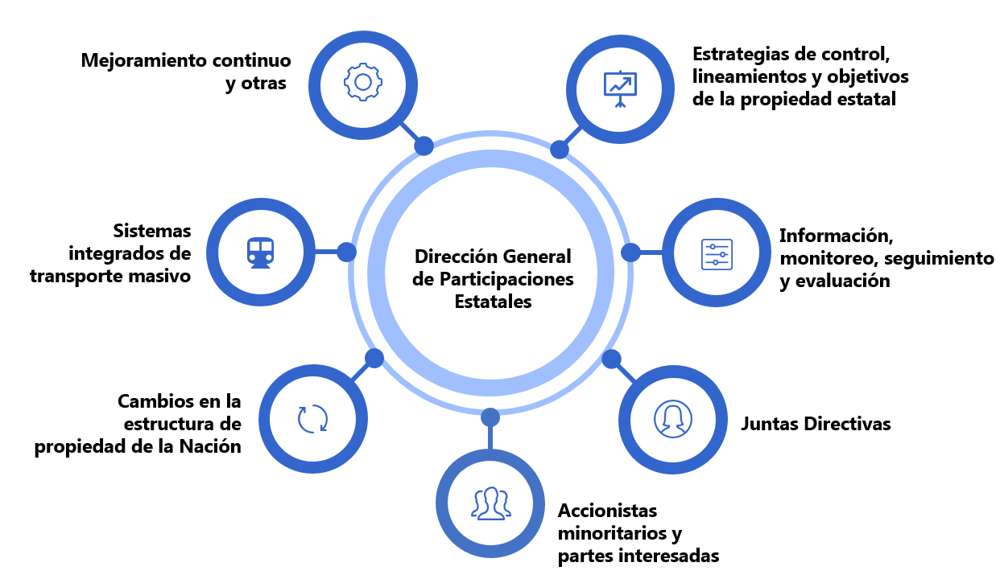 Mejoramiento continuo
y otras
Estrategias de control,
lineamientos y objetivos
de la propiedad estatal
Sistemas
integrados de
transporte masivo
Dirección General
de Participaciones
Estatales
Información,
monitoreo, seguimiento
y evaluación
Cambios en la
estructura de
propiedad de la Nación
Juntas Directivas
Accionistas
minoritarios y
partes interesadas